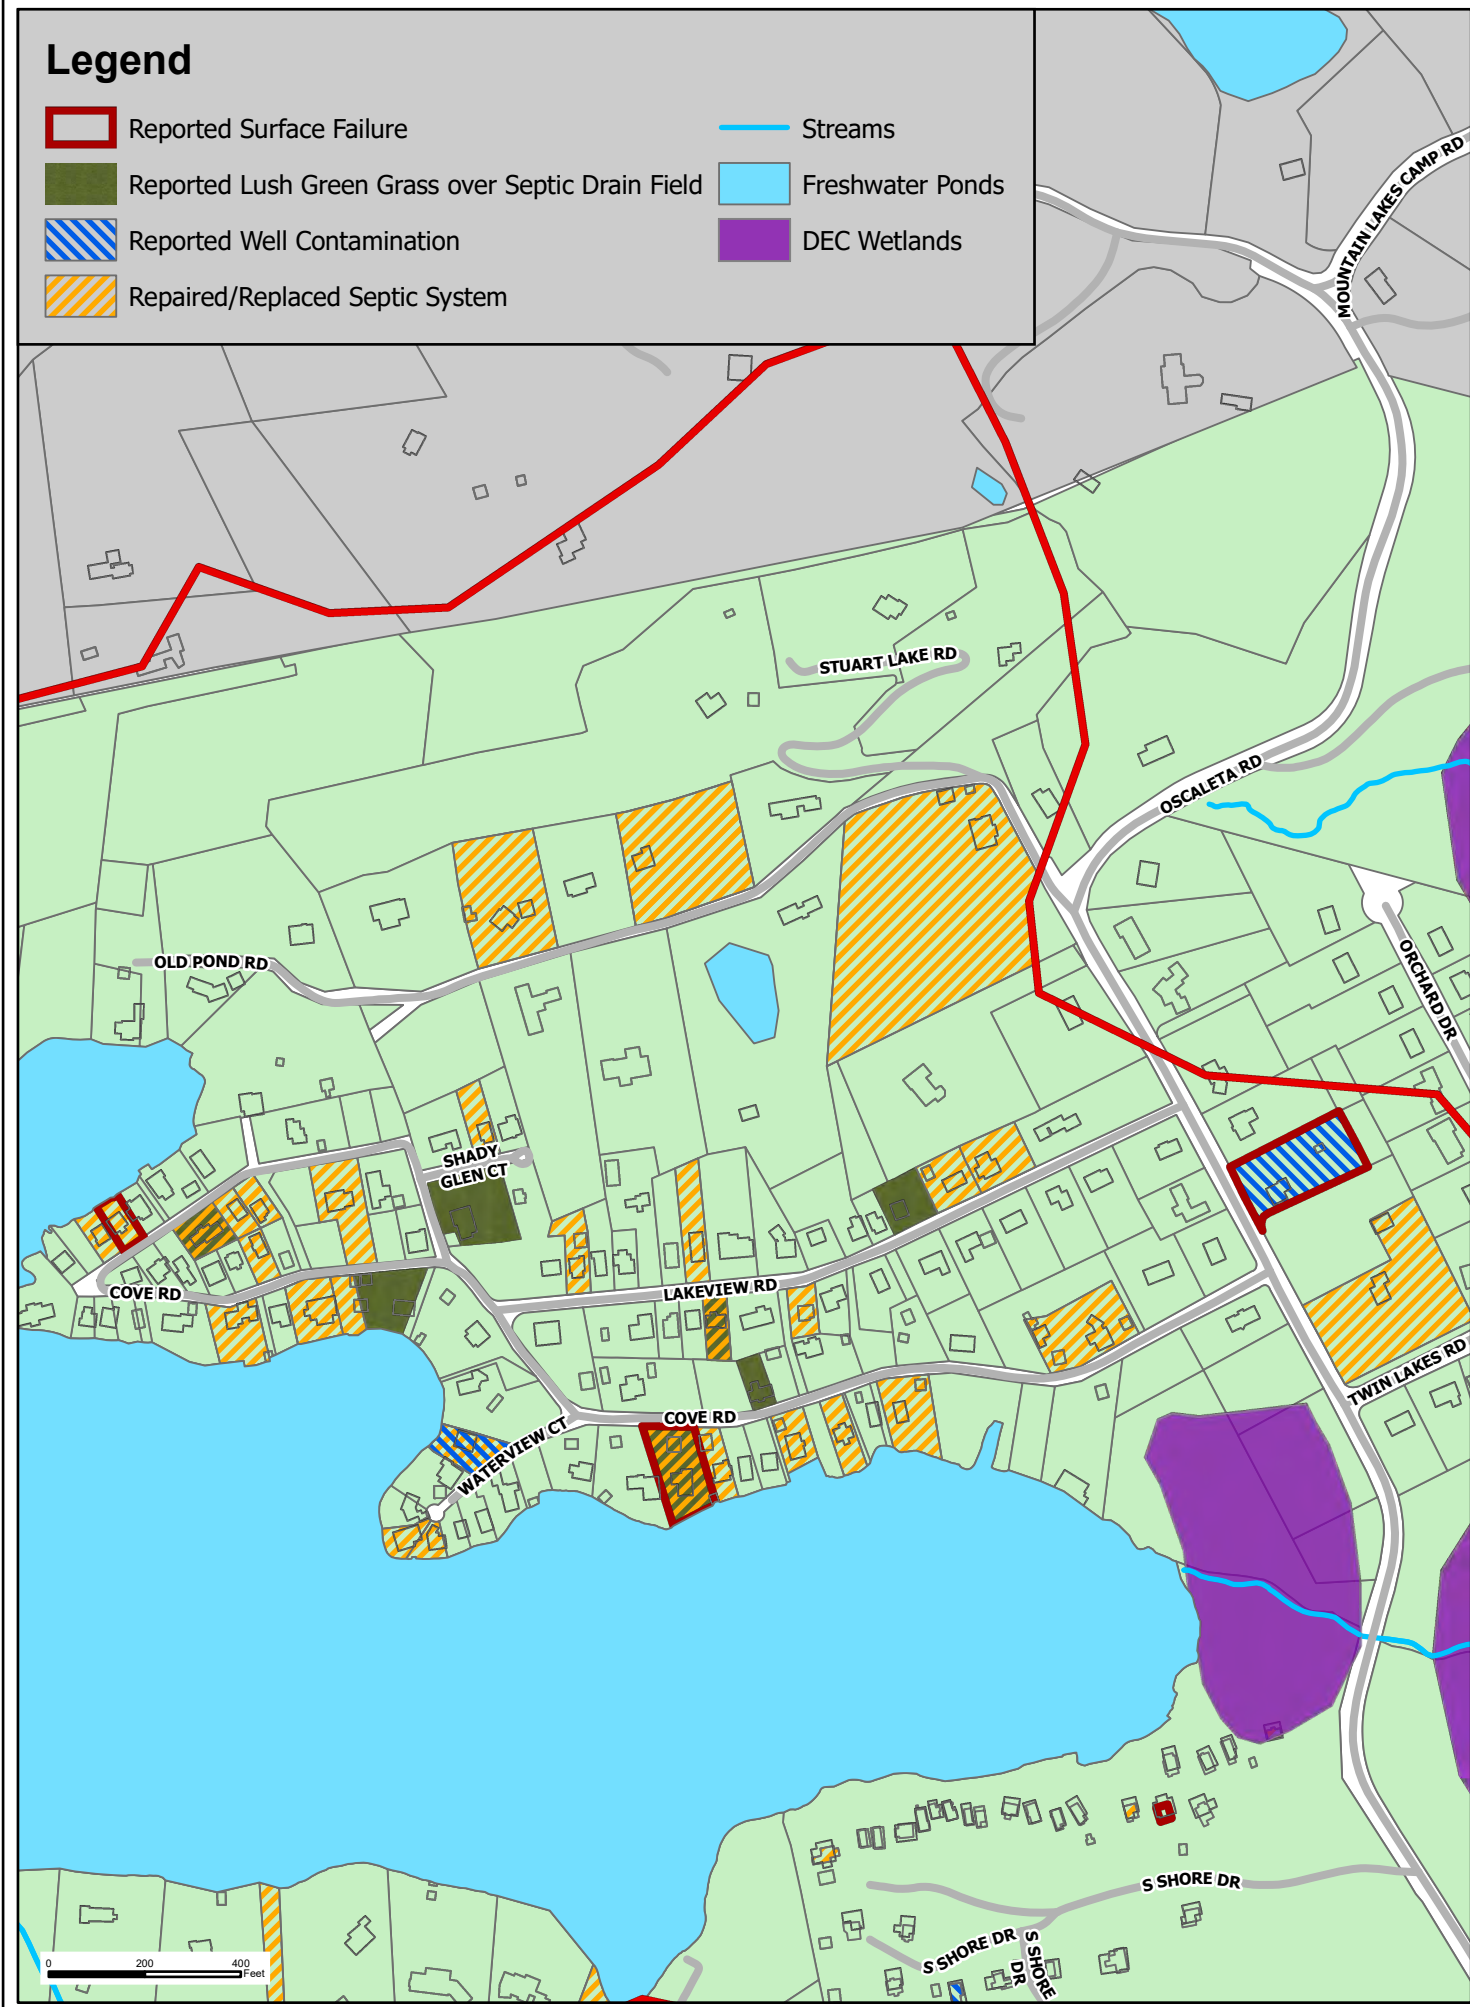 Legend
Reported Surface Failure
Reported Lush Green Grass over Septic Drain Field
Reported Well Contamination
Repaired/Replaced Septic System
Streams
Freshwater Ponds
DEC Wetlands
MOUNTAIN LAKES CAMP RD
STUART LAKE RD
OSCALETA RD
OLD POND RD
ORCHARD DR
SHADY
GLEN CT
COVE RD
LAKEVIEW RD
TWIN LAKES RD
COVE RD
WATERVIEW CT
S SHORE DR
S SHORE DR
S SHORE
DR
0 200 400
Feet